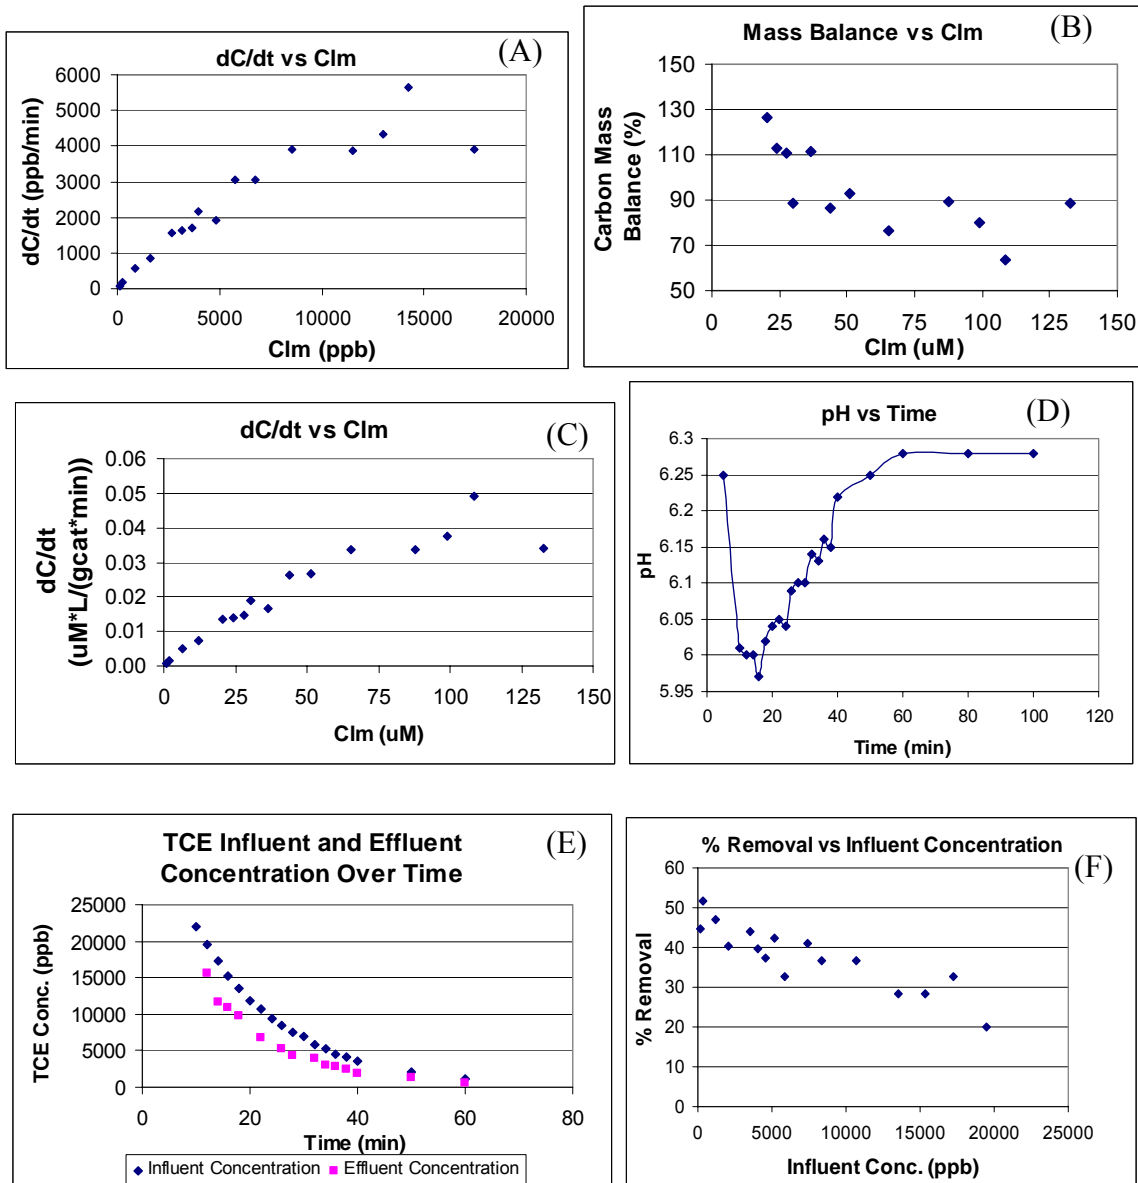 dC/dt vs Clm
(A)
dC/dt (ppb/min)
6000
5000
4000
3000
2000
1000
0
0 5000 10000 15000 20000
Clm (ppb)
Mass Balance vs Clm
(B)
Carbon Mass
Balance (%)
150
130
110
90
70
50
0 25 50 75 100 125 150
Clm (uM)
dC/dt vs Clm
(C)
dC/dt
(uM*L/(gcat*min))
0.06
0.05
0.04
0.03
0.02
0.01
0.00
0 25 50 75 100 125 150
Clm (uM)
pH vs Time
(D)
pH
6.3
6.25
6.2
6.15
6.1
6.05
6
5.95
0 20 40 60 80 100 120
Time (min)
TCE Influent and Effluent
Concentration Over Time
(E)
TCE Conc. (ppb)
25000
20000
15000
10000
5000
0
0 20 40 60 80
Time (min)
Influent Concentration Effluent Concentration
% Removal vs Influent Concentration
(F)
% Removal
60
50
40
30
20
10
0
0 5000 10000 15000 20000 25000
Influent Conc. (ppb)